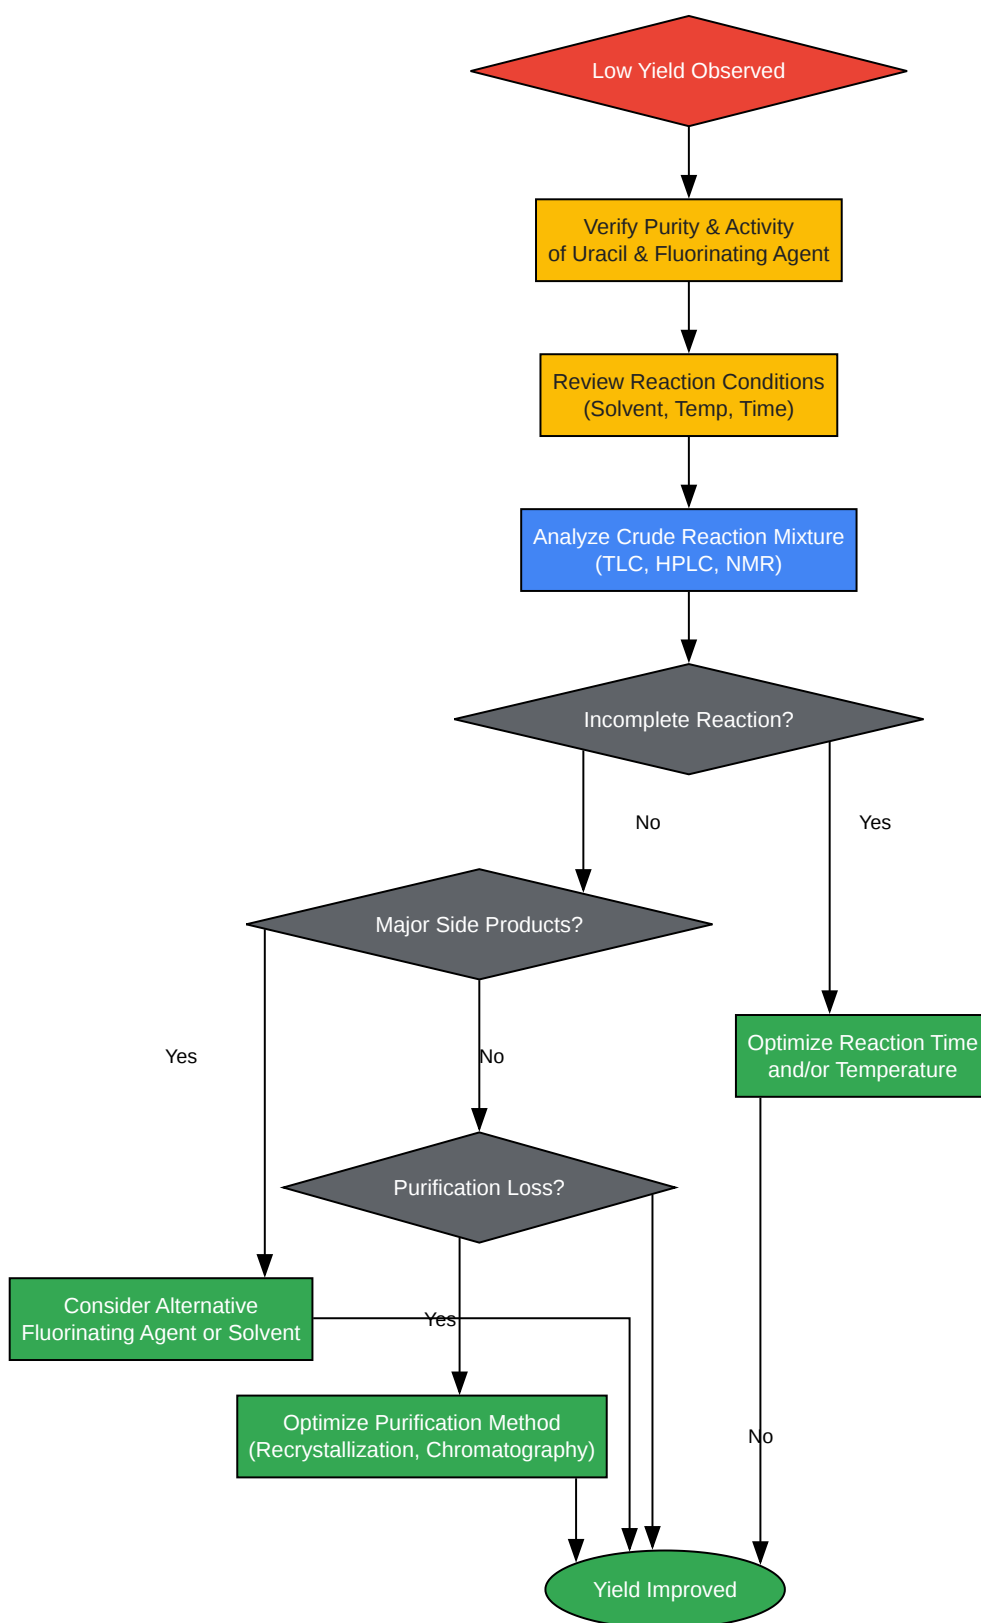 Low Yield Observed
Verify Purity & Activity
of Uracil & Fluorinating Agent
Review Reaction Conditions
(Solvent, Temp, Time)
Analyze Crude Reaction Mixture
(TLC, HPLC, NMR)
Incomplete Reaction?
No
Yes
Major Side Products?
Yes
No
Optimize Reaction Time
and/or Temperature
Purification Loss?
Consider Alternative
Fluorinating Agent or Solvent
Yes
Optimize Purification Method
(Recrystallization, Chromatography)
No
Yield Improved